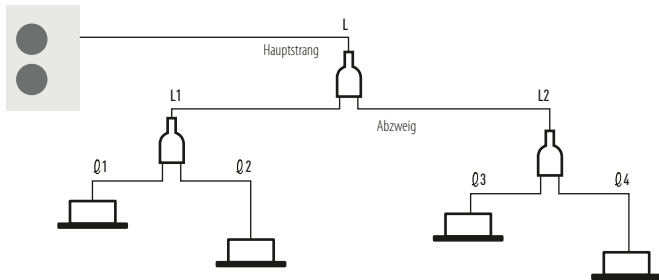 L
Hauptstrang
L1
L2
Abzweig
ℓ1
ℓ2
ℓ3
ℓ4